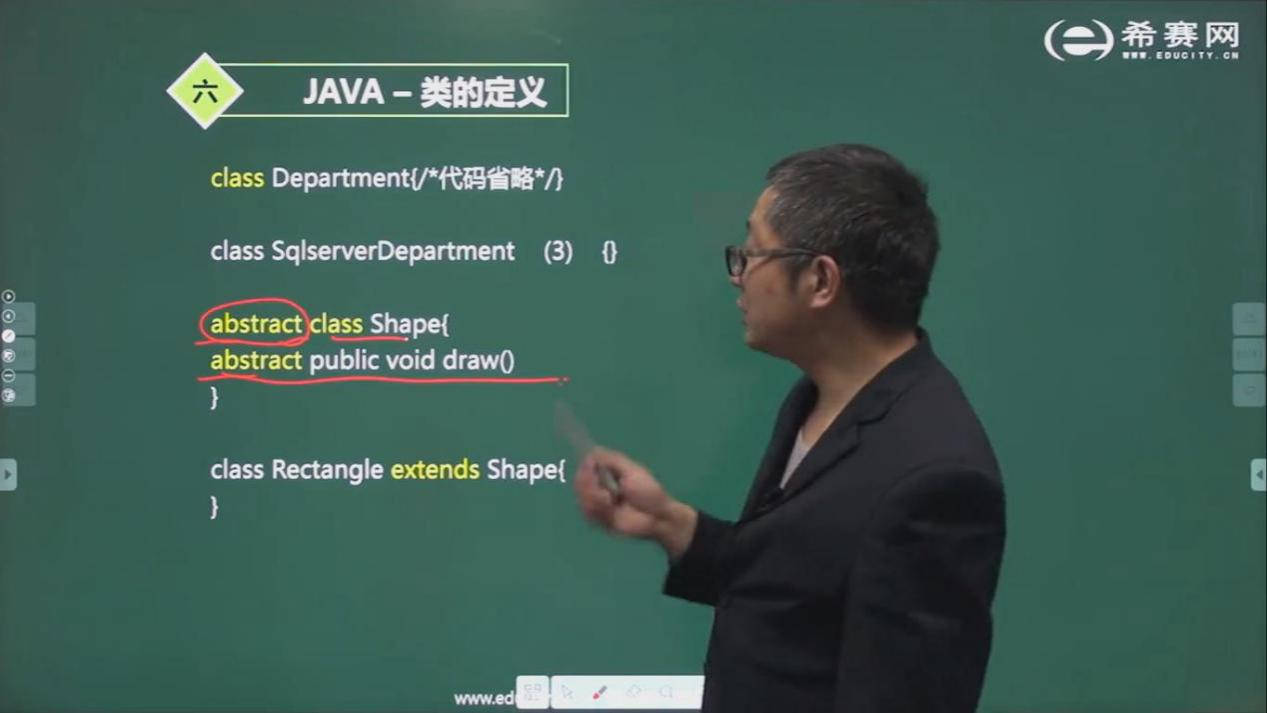 希赛网
WWW.EDUCITY.CN
六
JAVA – 类的定义
class Department{/*代码省略*/}
class SqlserverDepartment (3) {}
abstract class Shape{
abstract public void draw()
}
class Rectangle extends Shape{
}
www.edu